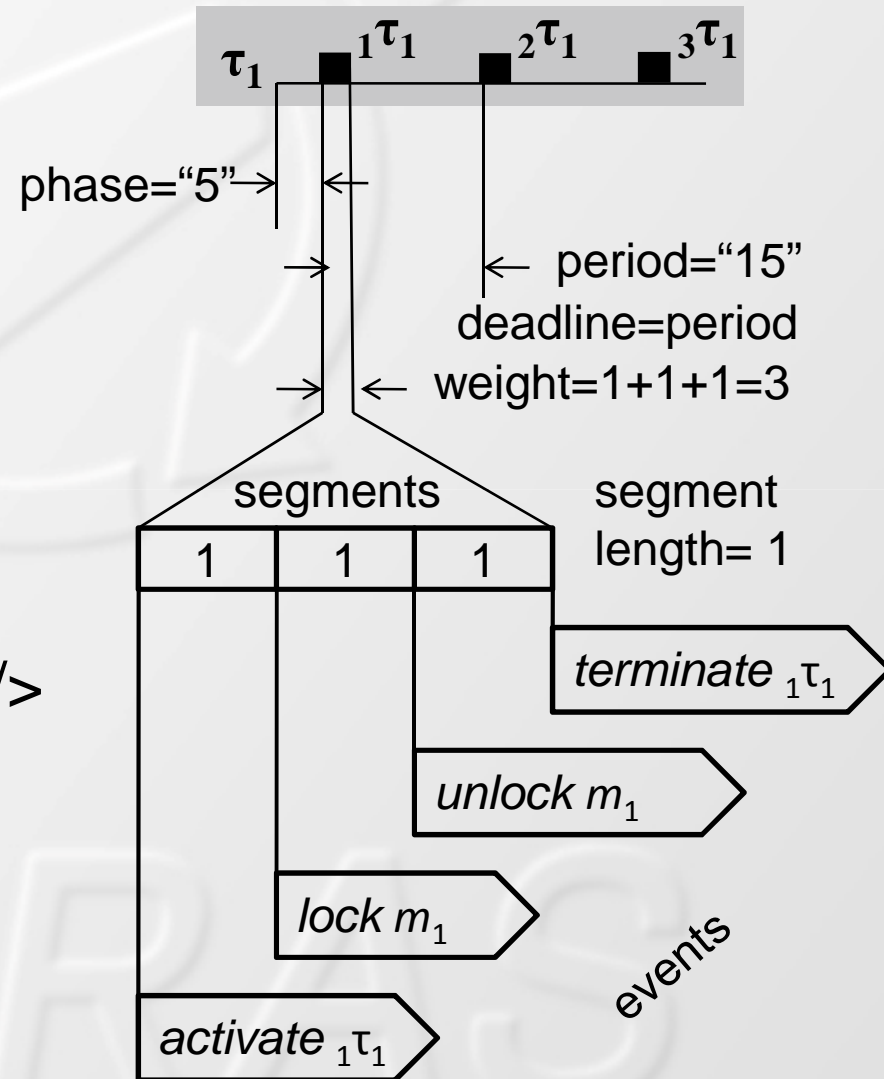 τ₁ ₁τ₁ ₂τ₁ ₃τ₁
phase=“5”
period=“15”
deadline=period
weight=1+1+1=3
segments
segment
length= 1
1 1 1
/>
terminate ₁τ₁
unlock m₁
lock m₁
events
activate ₁τ₁
RAS